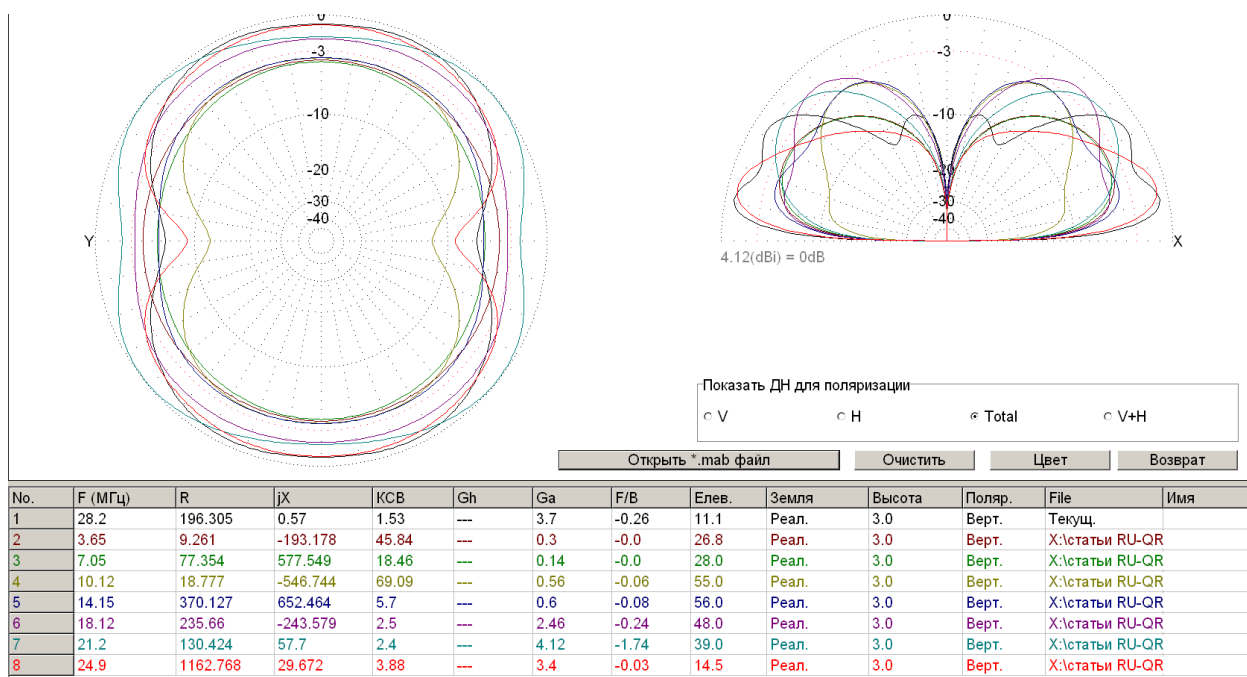 0 0
-3 -3
-10 -10
-20 -20
-30 -30
-40 -40
Y X
4.12(dBi) = 0dB
Показать ДН для поляризации
V H Total V+H
Открыть *.mab файл Очистить Цвет Возврат
No. F (МГц) R jX КСВ Gh Ga F/B Елев. Земля Высота Поляр. File Имя
1 28.2 196.305 0.57 1.53 --- 3.7 -0.26 11.1 Реал. 3.0 Верт. Текущ.
2 3.65 9.261 -193.178 45.84 --- 0.3 -0.0 26.8 Реал. 3.0 Верт. X:\статьи RU-QR
3 7.05 77.354 577.549 18.46 --- 0.14 -0.0 28.0 Реал. 3.0 Верт. X:\статьи RU-QR
4 10.12 18.777 -546.744 69.09 --- 0.56 -0.06 55.0 Реал. 3.0 Верт. X:\статьи RU-QR
5 14.15 370.127 652.464 5.7 --- 0.6 -0.08 56.0 Реал. 3.0 Верт. X:\статьи RU-QR
6 18.12 235.66 -243.579 2.5 --- 2.46 -0.24 48.0 Реал. 3.0 Верт. X:\статьи RU-QR
7 21.2 130.424 57.7 2.4 --- 4.12 -1.74 39.0 Реал. 3.0 Верт. X:\статьи RU-QR
8 24.9 1162.768 29.672 3.88 --- 3.4 -0.03 14.5 Реал. 3.0 Верт. X:\статьи RU-QR